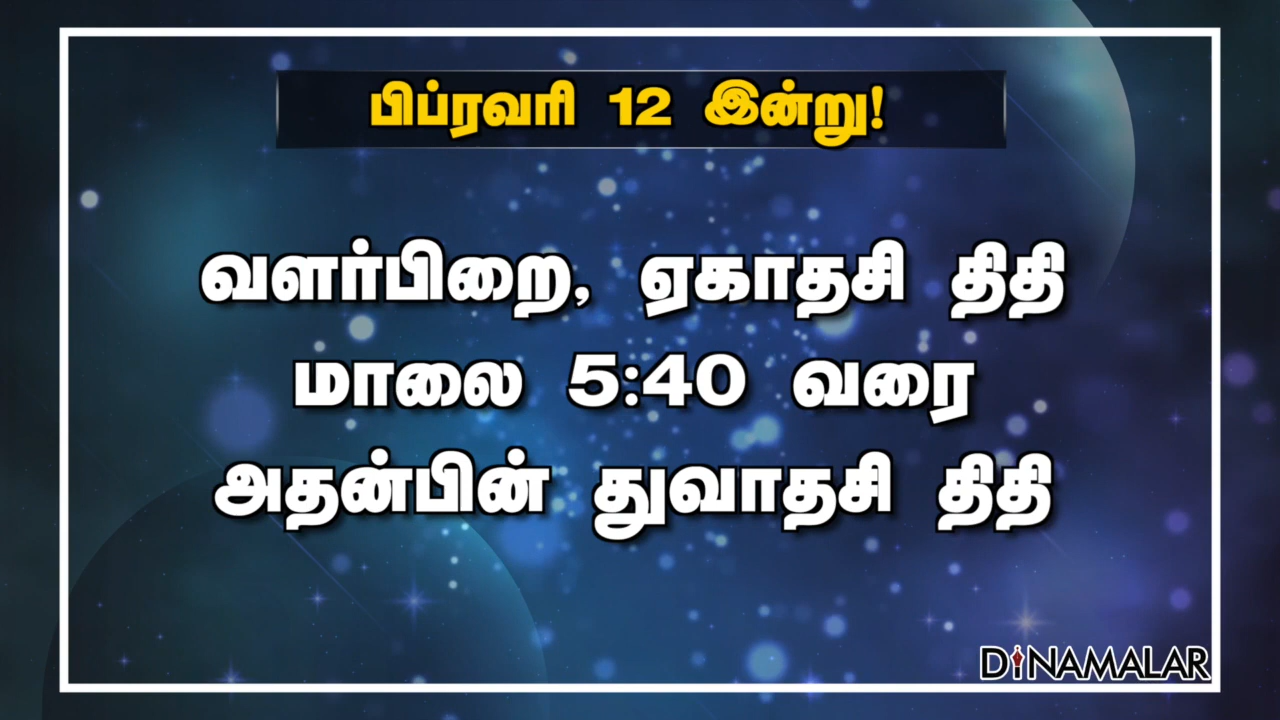 பிப்ரவரி 12 இன்று!
வளர்பிறை, ஏகாதசி திதி
மாலை 5:40 வரை
அதன்பின் துவாதசி திதி
DINAMALAR